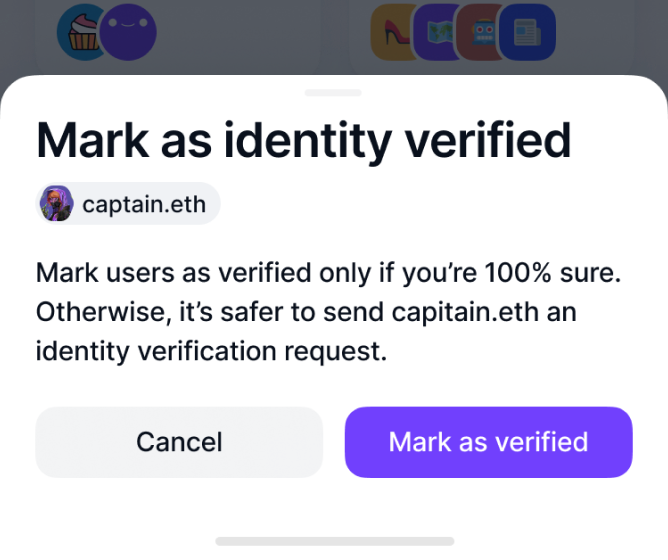 Mark as identity verified
captain.eth
Mark users as verified only if you’re 100% sure.
Otherwise, it’s safer to send capitain.eth an
identity verification request.
Cancel
Mark as verified